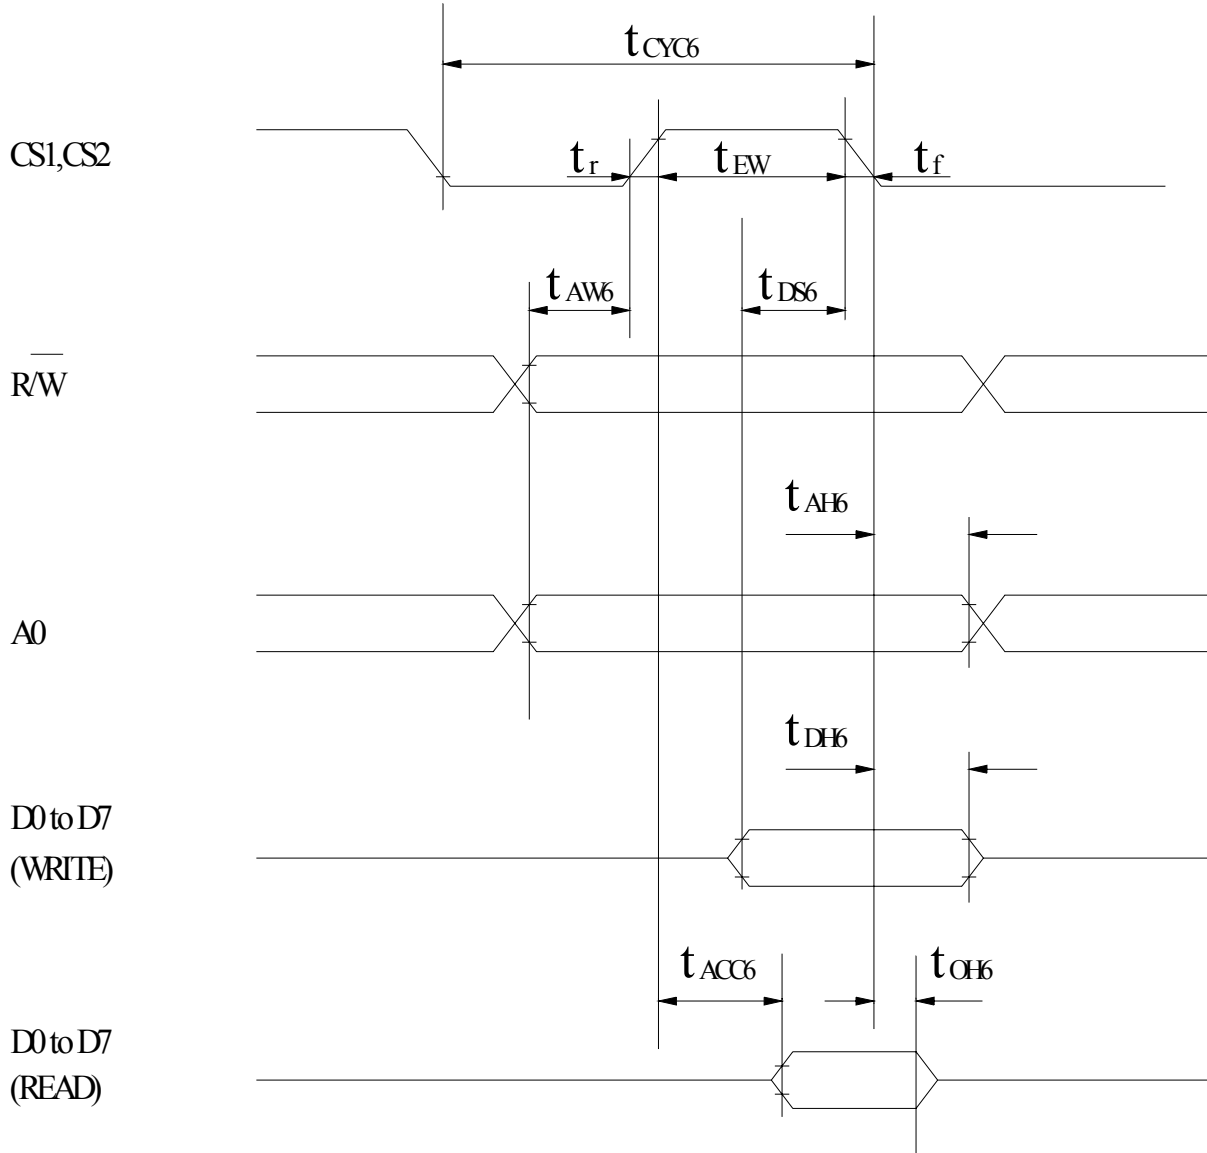 tCYC6
CS1,CS2
tr
tEW
tf
tAW6
tDS6
R/W
tAH6
A0
tDH6
D0 to D7
(WRITE)
tACC6
tOH6
D0 to D7
(READ)